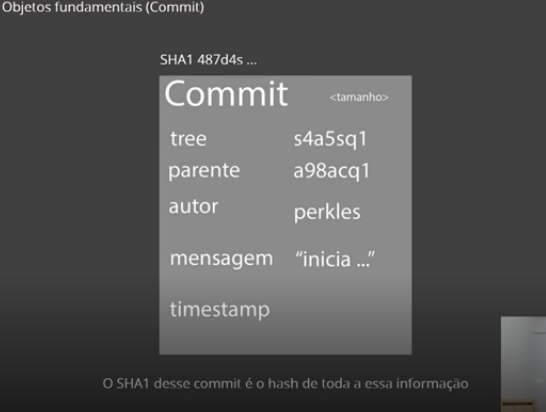 Objetos fundamentais (Commit)
SHA1 487d4s ...
Commit <tamanho>
tree s4a5sq1
parente a98acq1
autor perkles
mensagem “inicia ...”
timestamp
O SHA1 desse commit é o hash de toda a essa informação